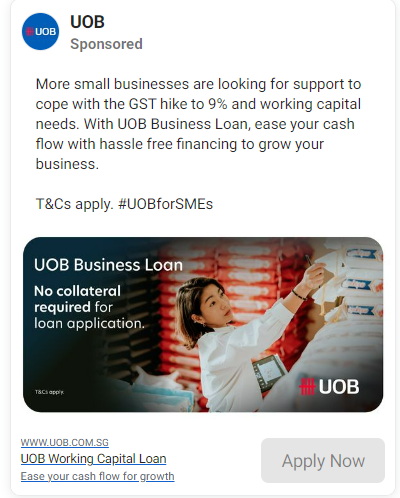 UOB
UOB
Sponsored
More small businesses are looking for support to
cope with the GST hike to 9% and working capital
needs. With UOB Business Loan, ease your cash
flow with hassle free financing to grow your
business.
T&Cs apply. #UOBforSMEs
UOB Business Loan
No collateral
required for
loan application.
T&Cs apply.
UOB
WWW.UOB.COM.SG
UOB Working Capital Loan
Ease your cash flow for growth
Apply Now